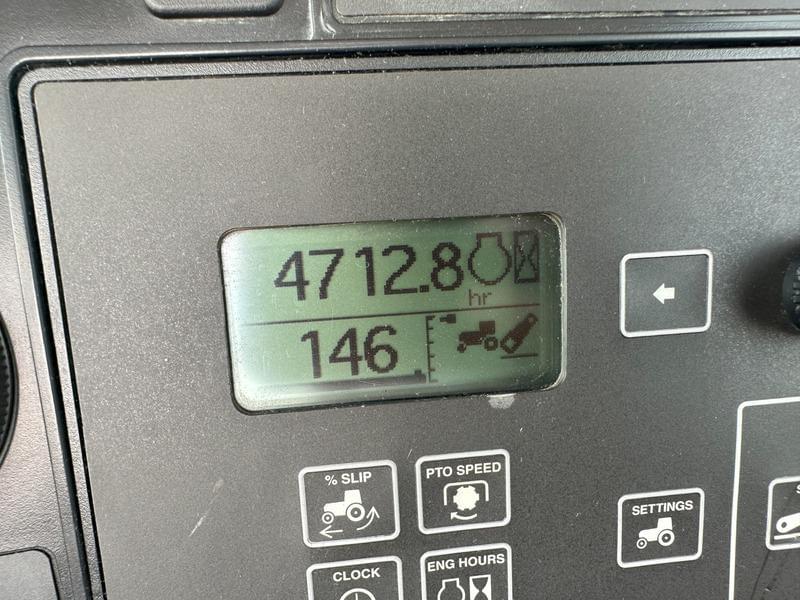 4712.8
hr
146
% SLIP
PTO SPEED
SETTINGS
CLOCK
ENG HOURS